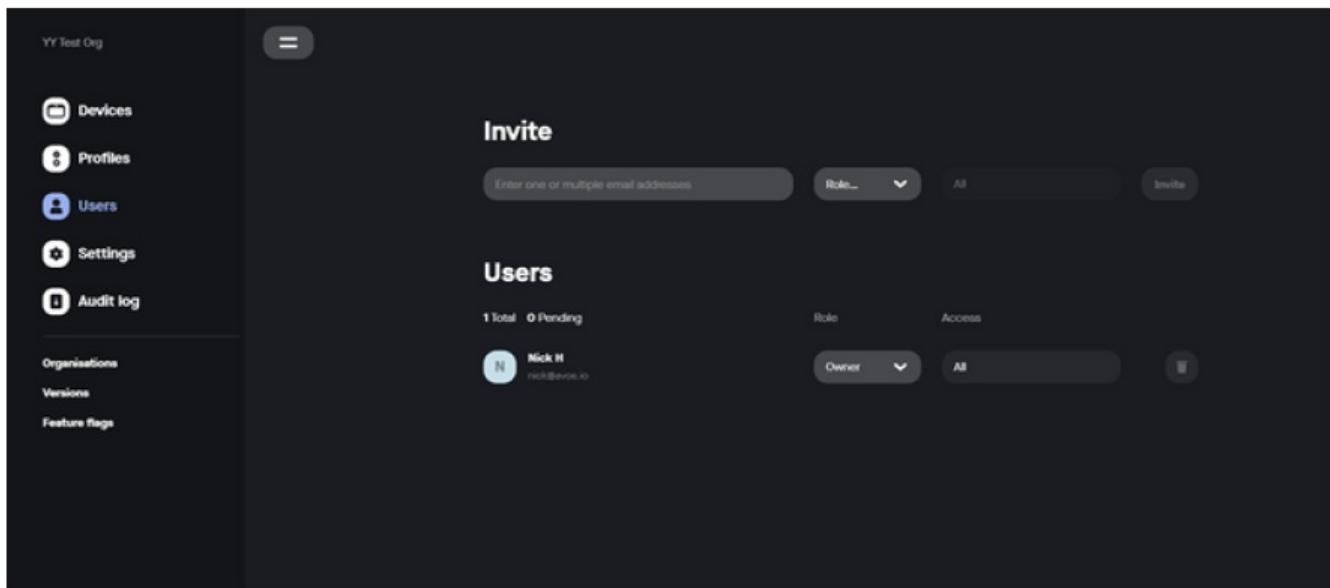 YY Test Org
Devices
Profiles
Users
Settings
Audit log
Organisations
Versions
Feature flags
Invite
Enter one or multiple email addresses
Role...
All
Invite
Users
1 Total 0 Pending
Role
Access
N
Nick H
nick@evos.io
Owner
All